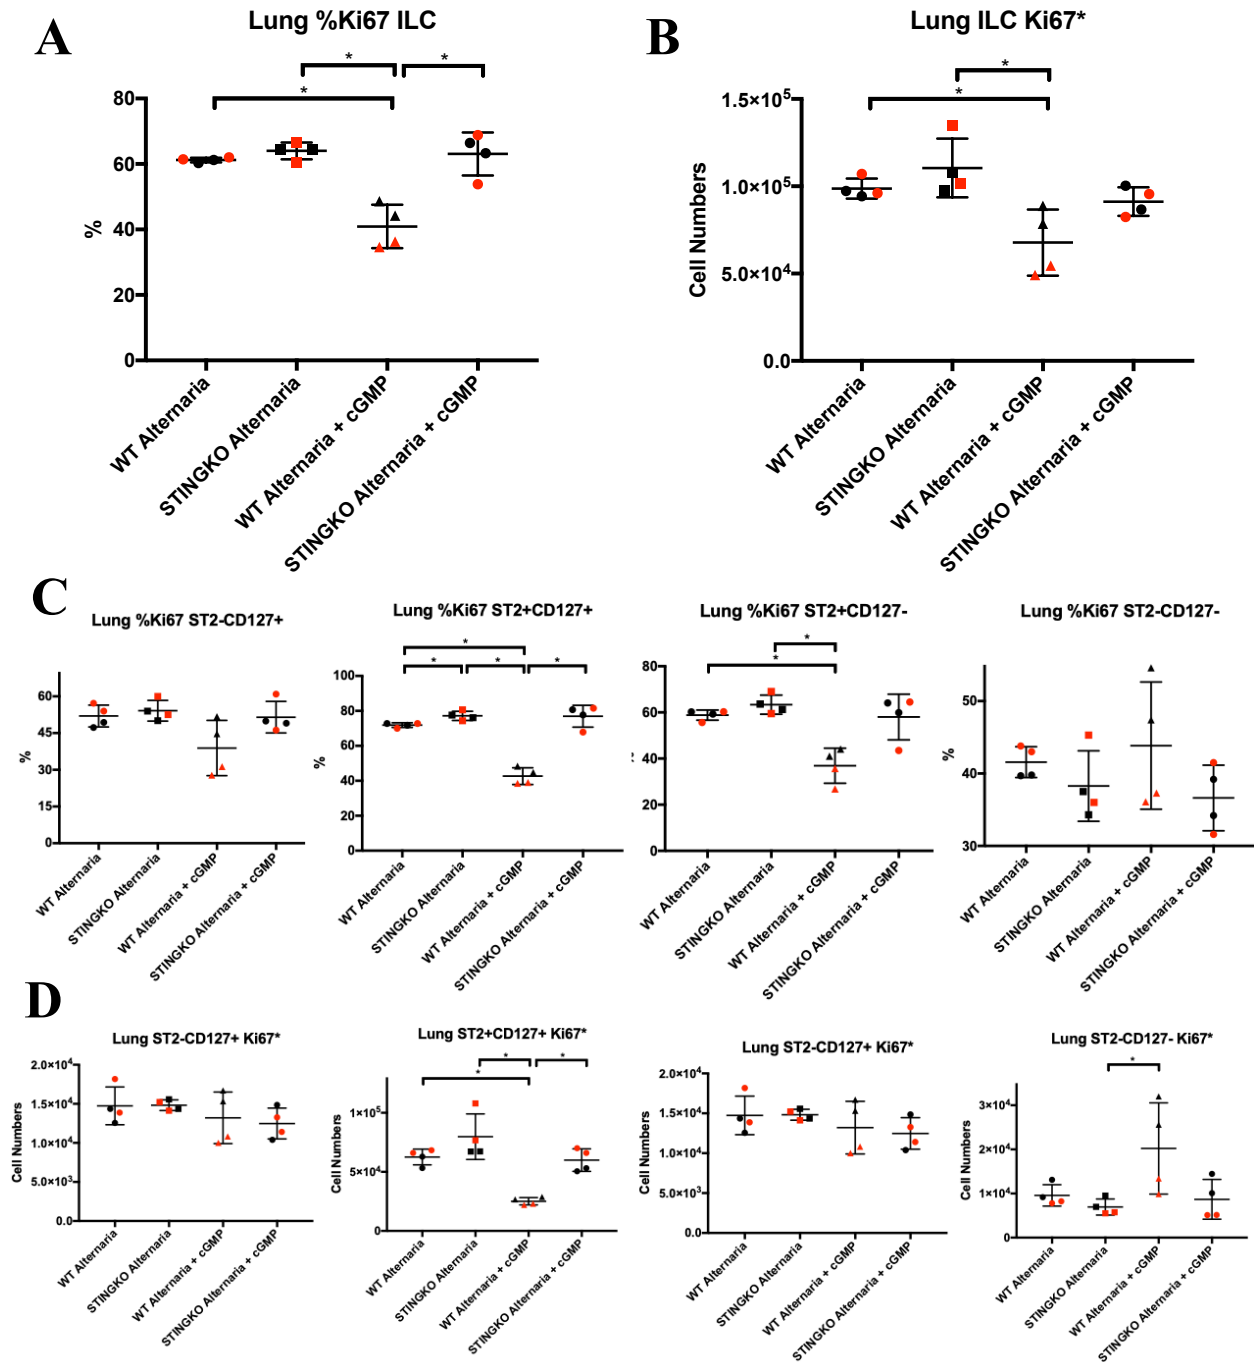 A
Lung %Ki67 ILC
*
*
*
80
60
40
20
0
%
WT Alternaria
STINGKO Alternaria
WT Alternaria + cGMP
STINGKO Alternaria + cGMP
B
Lung ILC Ki67*
*
*
1.5×10⁵
1.0×10⁵
5.0×10⁴
0.0
Cell Numbers
WT Alternaria
STINGKO Alternaria
WT Alternaria + cGMP
STINGKO Alternaria + cGMP
C
Lung %Ki67 ST2-CD127+
60
45
30
15
0
%
WT Alternaria
STINGKO Alternaria
WT Alternaria + cGMP
STINGKO Alternaria + cGMP
Lung %Ki67 ST2+CD127+
*
*
*
*
100
80
60
40
20
0
%
WT Alternaria
STINGKO Alternaria
WT Alternaria + cGMP
STINGKO Alternaria + cGMP
Lung %Ki67 ST2+CD127-
*
*
80
60
40
20
0
WT Alternaria
STINGKO Alternaria
WT Alternaria + cGMP
STINGKO Alternaria + cGMP
Lung %Ki67 ST2-CD127-
50
40
30
%
WT Alternaria
STINGKO Alternaria
WT Alternaria + cGMP
STINGKO Alternaria + cGMP
D
Lung ST2-CD127+ Ki67*
2.0×10⁴
1.5×10⁴
1.0×10⁴
5.0×10³
0.0
Cell Numbers
WT Alternaria
STINGKO Alternaria
WT Alternaria + cGMP
STINGKO Alternaria + cGMP
Lung ST2+CD127+ Ki67*
*
*
*
1×10⁵
5×10⁴
0
Cell Numbers
WT Alternaria
STINGKO Alternaria
WT Alternaria + cGMP
STINGKO Alternaria + cGMP
Lung ST2-CD127+ Ki67*
2.0×10⁴
1.5×10⁴
1.0×10⁴
5.0×10³
0.0
Cell Numbers
WT Alternaria
STINGKO Alternaria
WT Alternaria + cGMP
STINGKO Alternaria + cGMP
Lung ST2-CD127- Ki67*
*
3×10⁴
2×10⁴
1×10⁴
0
Cell Numbers
WT Alternaria
STINGKO Alternaria
WT Alternaria + cGMP
STINGKO Alternaria + cGMP